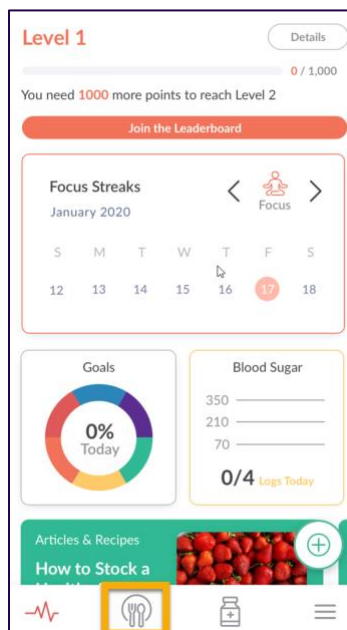 Level 1
Details
0 / 1,000
You need 1000 more points to reach Level 2
Join the Leaderboard
Focus Streaks
January 2020
Focus
S M T W T F S
12 13 14 15 16 17 18
Goals
0%
Today
Blood Sugar
350
210
70
0/4 Logs Today
Articles & Recipes
How to Stock a